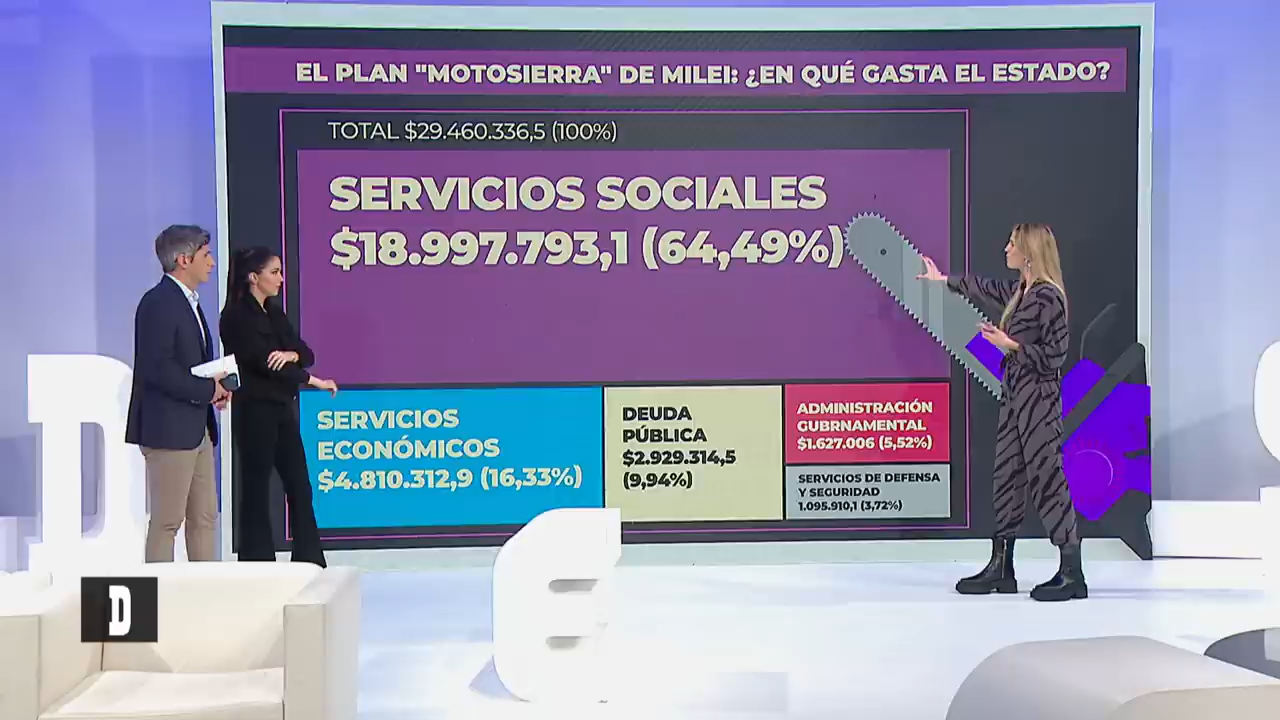 EL PLAN "MOTOSIERRA" DE MILEI: ¿EN QUÉ GASTA EL ESTADO?
TOTAL $29.460.336,5 (100%)
SERVICIOS SOCIALES
$18.997.793,1 (64,49%)
SERVICIOS
ECONÓMICOS
$4.810.312,9 (16,33%)
DEUDA
PÚBLICA
$2.929.314,5
(9,94%)
ADMINISTRACIÓN
GUBRNAMENTAL
$1.627.006 (5,52%)
SERVICIOS DE DEFENSA
Y SEGURIDAD
1.095.910,1 (3,72%)
D
D